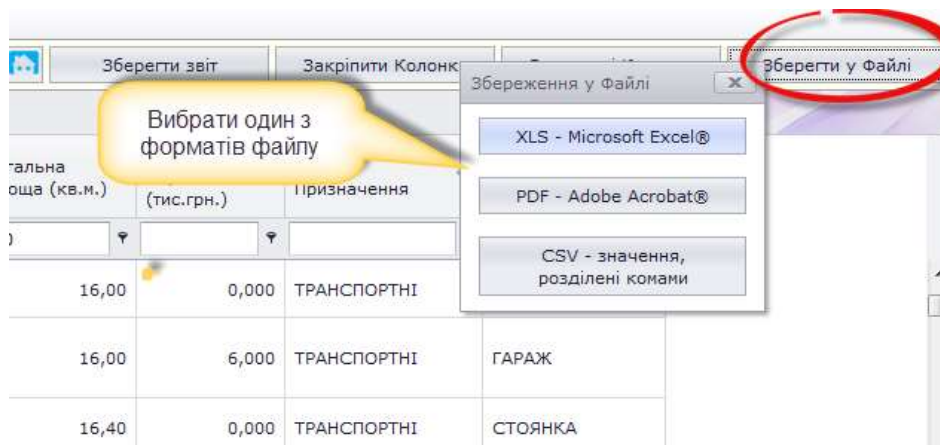 Зберегти звіт
Закріпити Колонк
Зберегти у Файлі
Збереження у Файлі
Вибрати один з
форматів файлу
XLS - Microsoft Excel®
PDF - Adobe Acrobat®
CSV - значення,
розділені комами
гальна
оща (кв.м.)
(тис.грн.)
Призначення
16,00 0,000 ТРАНСПОРТНІ
16,00 6,000 ТРАНСПОРТНІ ГАРАЖ
16,40 0,000 ТРАНСПОРТНІ СТОЯНКА